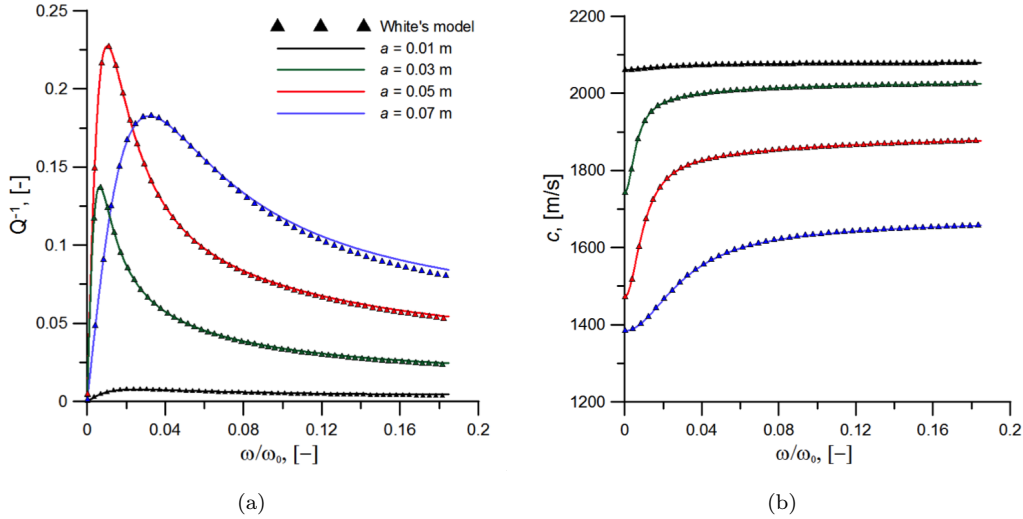 0.25
0.2
0.15
0.1
0.05
0
Q⁻¹, [-]
0
0.04
0.08
0.12
0.16
0.2
ω/ω₀, [−]
White's model
a = 0.01 m
a = 0.03 m
a = 0.05 m
a = 0.07 m
(a)
2200
2000
1800
1600
1400
1200
c, [m/s]
0
0.04
0.08
0.12
0.16
0.2
ω/ω₀, [−]
(b)